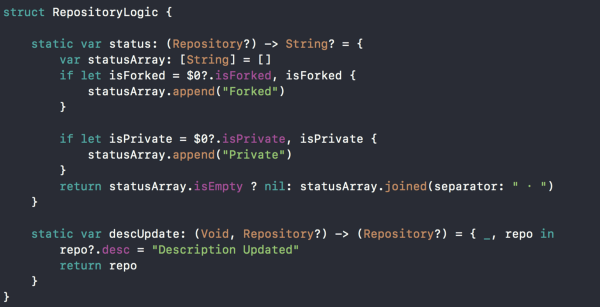 struct RepositoryLogic {
static var status: (Repository?) -> String? = {
var statusArray: [String] = []
if let isForked = $0?.isForked, isForked {
statusArray.append("Forked")
}
if let isPrivate = $0?.isPrivate, isPrivate {
statusArray.append("Private")
}
return statusArray.isEmpty ? nil: statusArray.joined(separator: " · ")
}
static var descUpdate: (Void, Repository?) -> (Repository?) = { _, repo in
repo?.desc = "Description Updated"
return repo
}
}